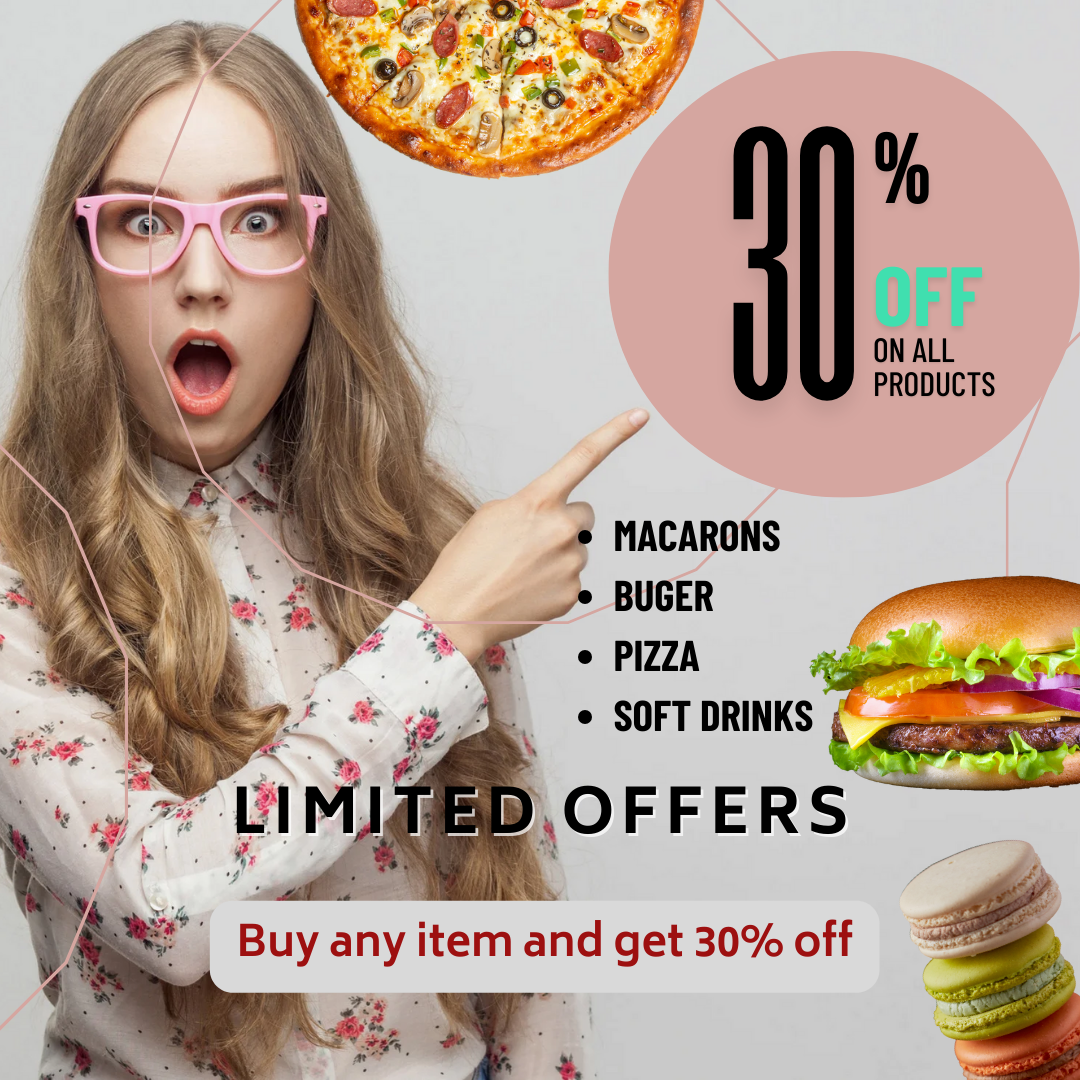 30%
OFF
ON ALL
PRODUCTS
• MACARONS
• BUGER
• PIZZA
• SOFT DRINKS
LIMITED OFFERS
Buy any item and get 30% off